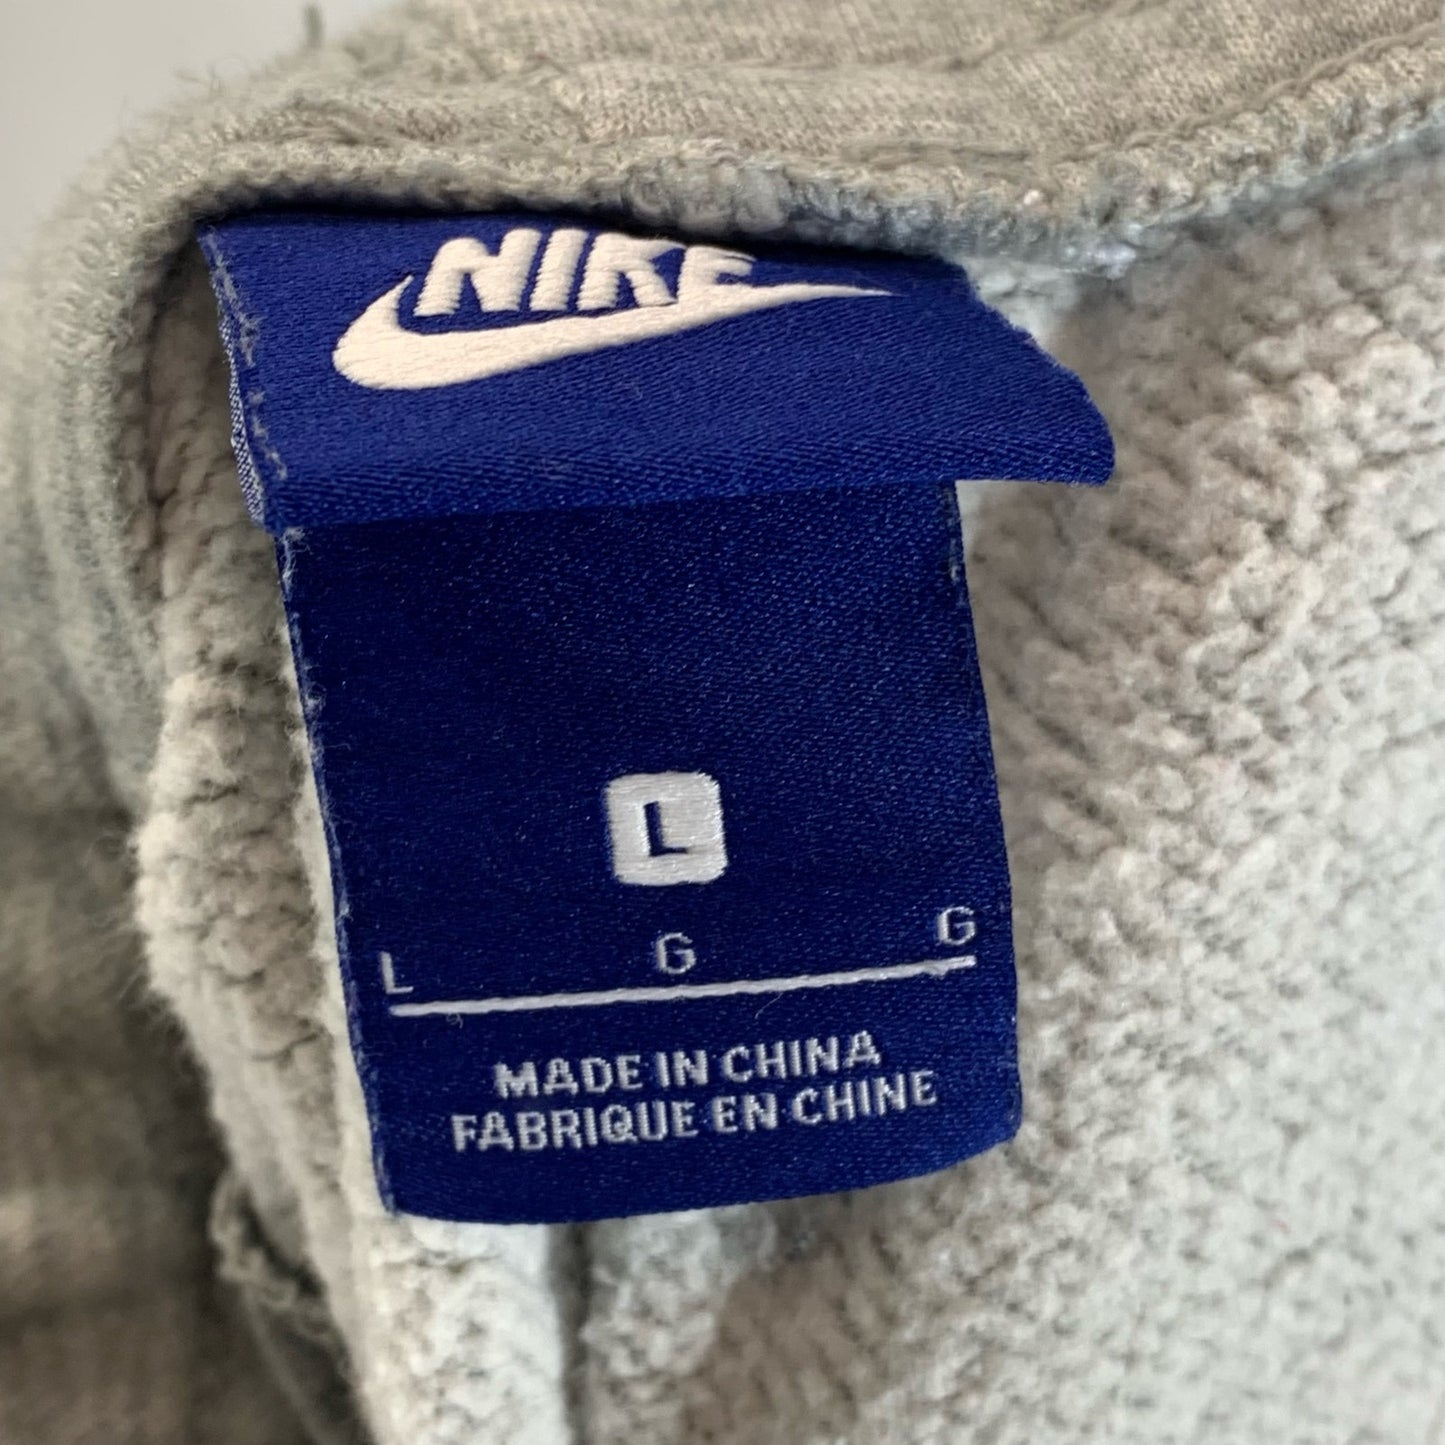 NIKE
L
L G G
MADE IN CHINA
FABRIQUE EN CHINE